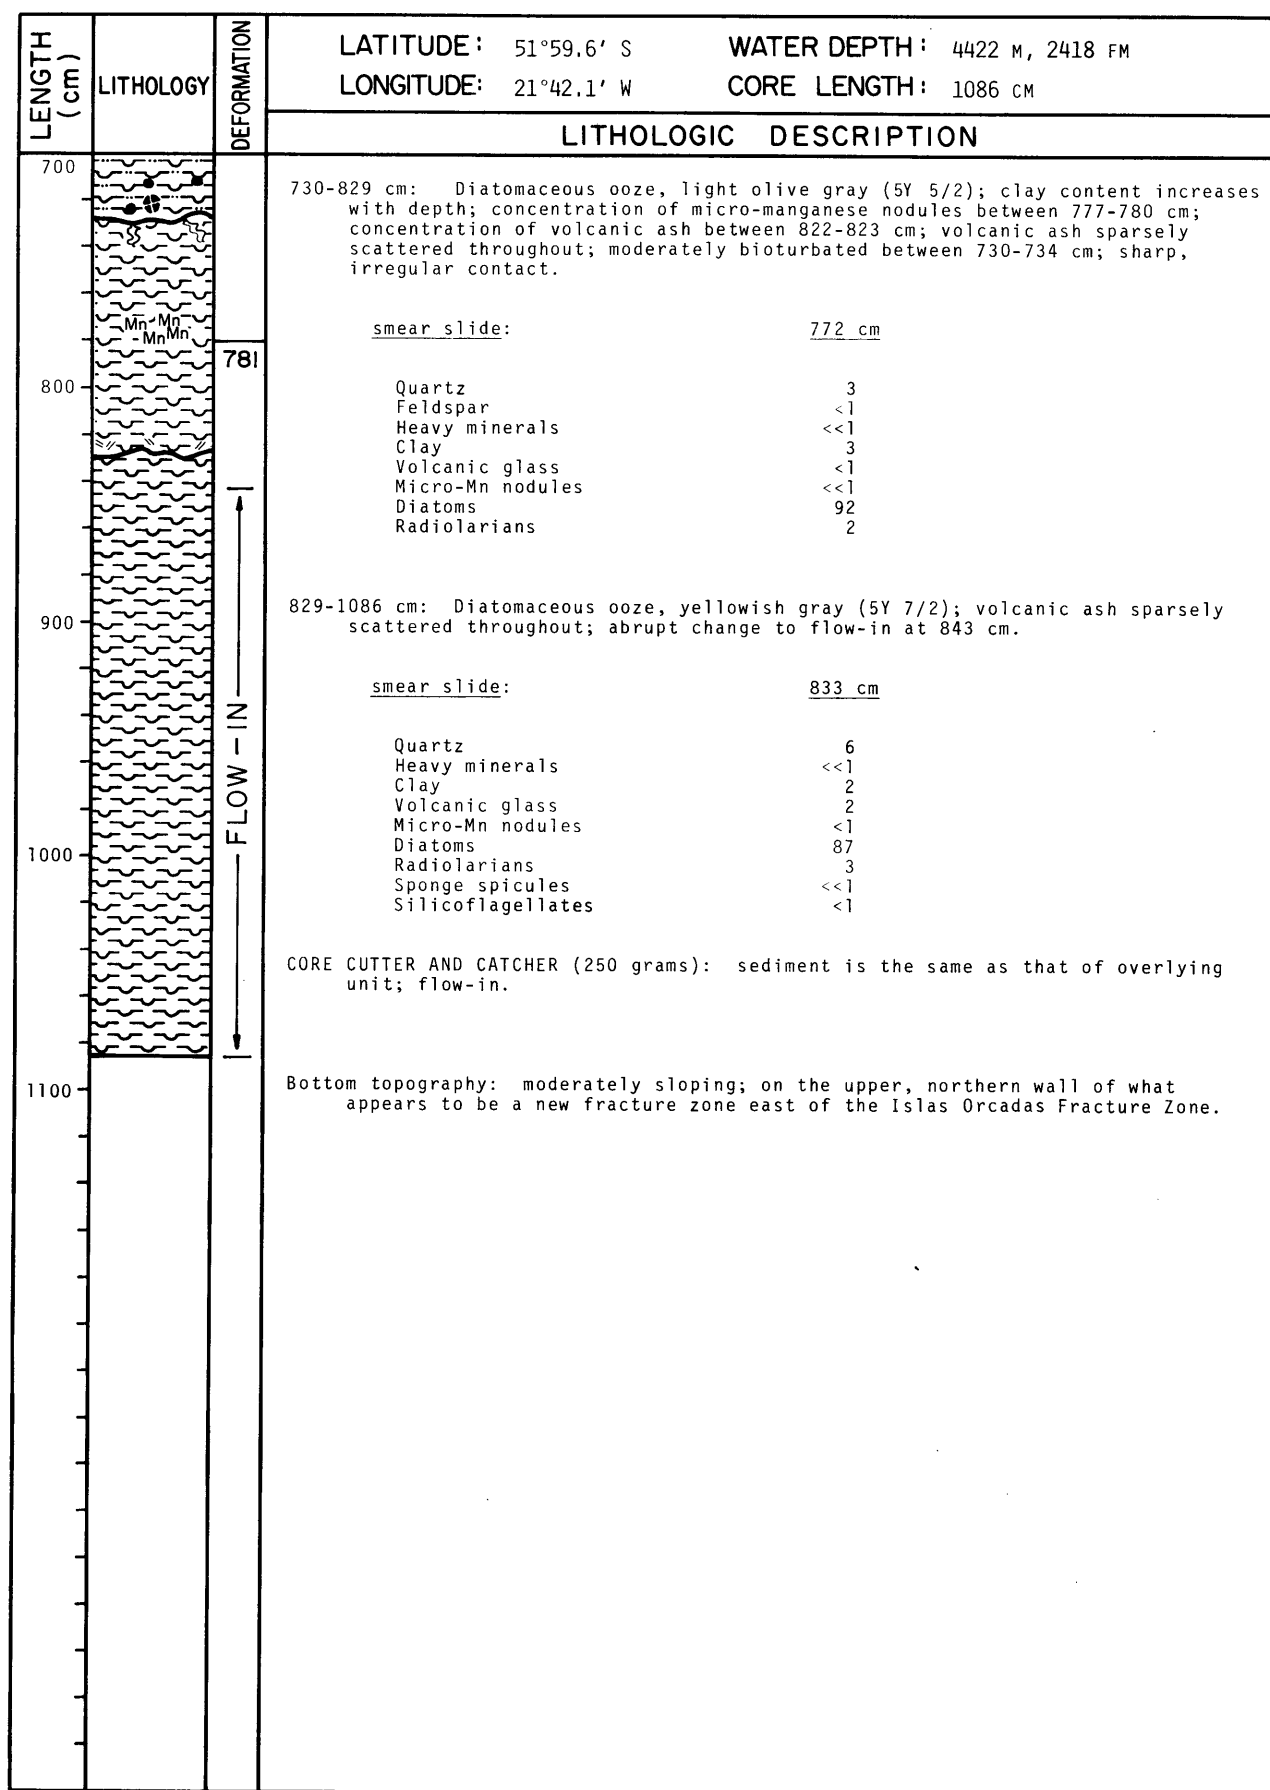 LENGTH (cm)
LITHOLOGY
DEFORMATION
LATITUDE: 51°59.6' S WATER DEPTH: 4422 M, 2418 FM
LONGITUDE: 21°42.1' W CORE LENGTH: 1086 CM
LITHOLOGIC DESCRIPTION
700
730-829 cm: Diatomaceous ooze, light olive gray (5Y 5/2); clay content increases
with depth; concentration of micro-manganese nodules between 777-780 cm;
concentration of volcanic ash between 822-823 cm; volcanic ash sparsely
scattered throughout; moderately bioturbated between 730-734 cm; sharp,
irregular contact.
Mn Mn
Mn Mn
781
smear slide: 772 cm
800
Quartz 3
Feldspar <1
Heavy minerals <<1
Clay 3
Volcanic glass <1
Micro-Mn nodules <<1
Diatoms 92
Radiolarians 2
829-1086 cm: Diatomaceous ooze, yellowish gray (5Y 7/2); volcanic ash sparsely
scattered throughout; abrupt change to flow-in at 843 cm.
900
smear slide: 833 cm
FLOW-IN
Quartz 6
Heavy minerals <<1
Clay 2
Volcanic glass 2
Micro-Mn nodules <1
Diatoms 87
Radiolarians 3
Sponge spicules <<1
Silicoflagellates <1
1000
CORE CUTTER AND CATCHER (250 grams): sediment is the same as that of overlying
unit; flow-in.
1100
Bottom topography: moderately sloping; on the upper, northern wall of what
appears to be a new fracture zone east of the Islas Orcadas Fracture Zone.